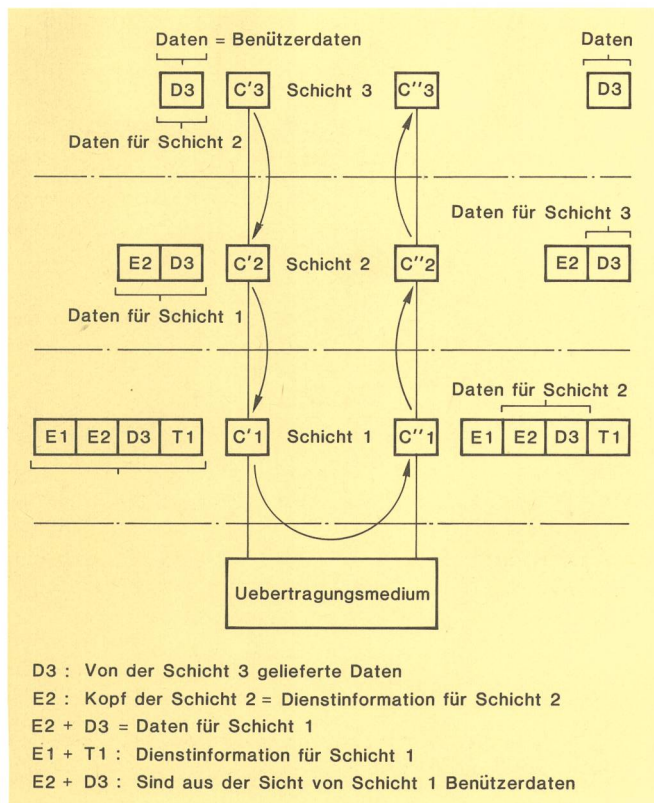 Daten = Benützerdaten
Daten
D3 C'3 Schicht 3 C''3 D3
Daten für Schicht 2
Daten für Schicht 3
E2 D3 C'2 Schicht 2 C''2 E2 D3
Daten für Schicht 1
Daten für Schicht 2
E1 E2 D3 T1 C'1 Schicht 1 C''1 E1 E2 D3 T1
Uebertragungsmedium
D3 : Von der Schicht 3 gelieferte Daten
E2 : Kopf der Schicht 2 = Dienstinformation für Schicht 2
E2 + D3 = Daten für Schicht 1
E1 + T1 : Dienstinformation für Schicht 1
E2 + D3 : Sind aus der Sicht von Schicht 1 Benützerdaten